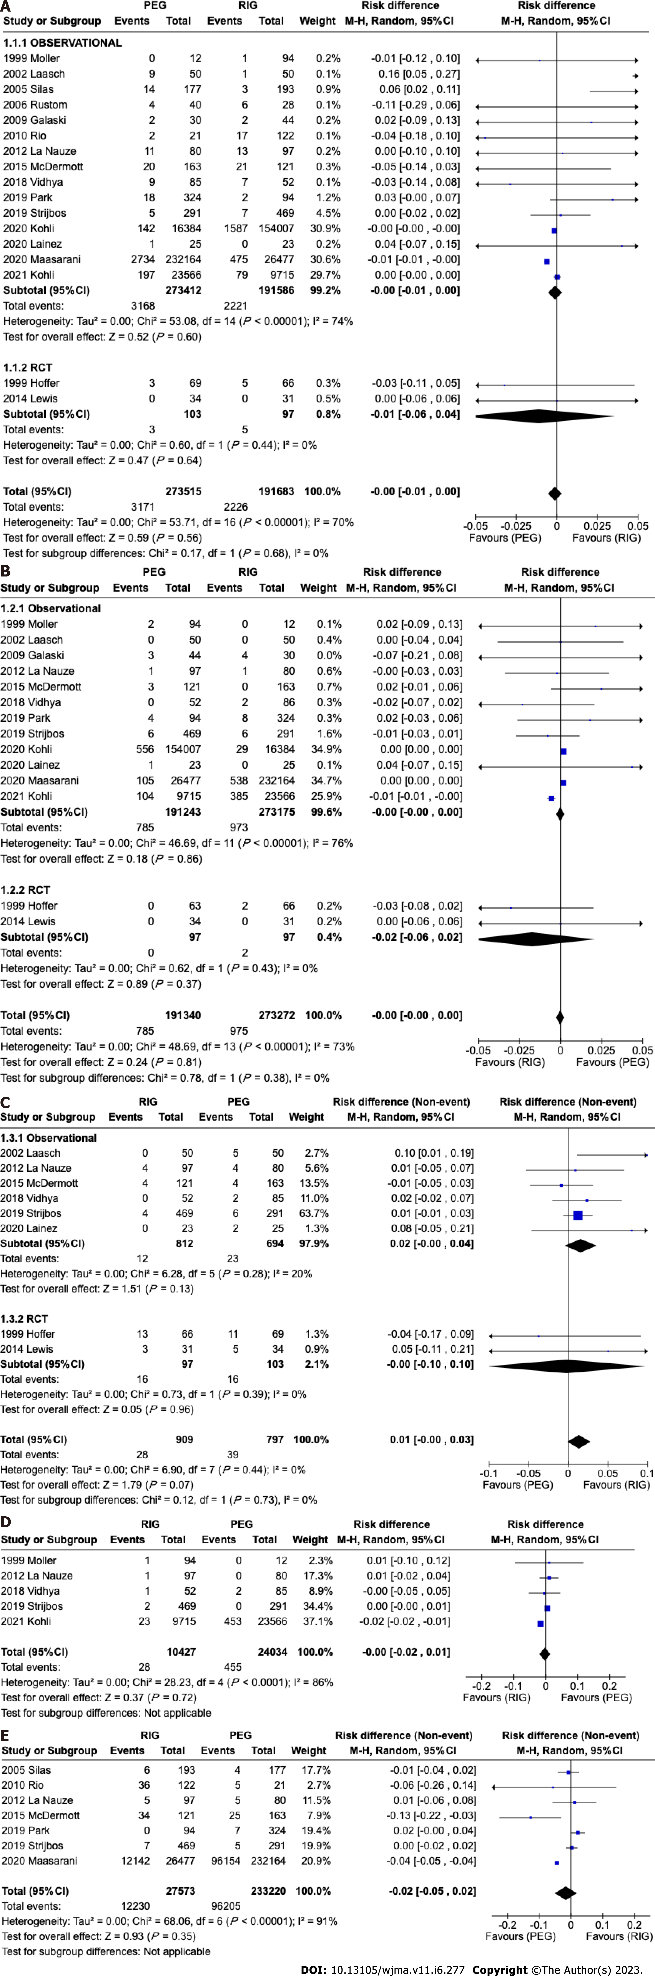 A
PEG RIG Risk difference Risk difference
Study or Subgroup Events Total Events Total Weight M-H, Random, 95%CI M-H, Random, 95%CI
1.1.1 OBSERVATIONAL
1999 Moller 0 12 1 94 0.2% -0.01 [-0.12 , 0.10]
2002 Laasch 9 50 1 50 0.2% 0.16 [0.05 , 0.27]
2005 Silas 14 177 3 193 0.9% 0.06 [0.02 , 0.11]
2006 Rustom 4 40 6 28 0.1% -0.11 [-0.29 , 0.06]
2009 Galaski 2 30 2 44 0.2% 0.02 [-0.09 , 0.13]
2010 Rio 2 21 17 122 0.1% -0.04 [-0.18 , 0.10]
2012 La Nauze 11 80 13 97 0.2% 0.00 [-0.10 , 0.10]
2015 McDermott 20 163 21 121 0.3% -0.05 [-0.14 , 0.03]
2018 Vidhya 9 85 7 52 0.2% -0.03 [-0.14 , 0.08]
2019 Park 18 324 2 94 1.2% 0.03 [-0.00 , 0.07]
2019 Strijbos 5 291 7 469 4.5% 0.00 [-0.02 , 0.02]
2020 Kohli 142 16384 1587 154007 30.9% -0.00 [-0.00 , -0.00]
2020 Lainez 1 25 0 23 0.2% 0.04 [-0.07 , 0.15]
2020 Maasarani 2734 232164 475 26477 30.6% -0.01 [-0.01 , -0.00]
2021 Kohli 197 23566 79 9715 29.7% 0.00 [-0.00 , 0.00]
Subtotal (95%CI) 273412 191586 99.2% -0.00 [-0.01 , 0.00]
Total events: 3168 2221
Heterogeneity: Tau² = 0.00; Chi² = 53.08, df = 14 (P < 0.00001); I² = 74%
Test for overall effect: Z = 0.52 (P = 0.60)
1.1.2 RCT
1999 Hoffer 3 69 5 66 0.3% -0.03 [-0.11 , 0.05]
2014 Lewis 0 34 0 31 0.5% 0.00 [-0.06 , 0.06]
Subtotal (95%CI) 103 97 0.8% -0.01 [-0.06 , 0.04]
Total events: 3 5
Heterogeneity: Tau² = 0.00; Chi² = 0.60, df = 1 (P = 0.44); I² = 0%
Test for overall effect: Z = 0.47 (P = 0.64)
Total (95%CI) 273515 191683 100.0% -0.00 [-0.01 , 0.00]
Total events: 3171 2226
Heterogeneity: Tau² = 0.00; Chi² = 53.71, df = 16 (P < 0.00001); I² = 70%
-0.05 -0.025 0 0.025 0.05
Test for overall effect: Z = 0.59 (P = 0.56)
Favours (PEG) Favours (RIG)
Test for subgroup differences: Chi² = 0.17, df = 1 (P = 0.68), I² = 0%
B
PEG RIG Risk difference Risk difference
Study or Subgroup Events Total Events Total Weight M-H, Random, 95%CI M-H, Random, 95%CI
1.2.1 Observational
1999 Moller 2 94 0 12 0.1% 0.02 [-0.09 , 0.13]
2002 Laasch 0 50 0 50 0.4% 0.00 [-0.04 , 0.04]
2009 Galaski 3 44 4 30 0.0% -0.07 [-0.21 , 0.08]
2012 La Nauze 1 97 1 80 0.7% -0.00 [-0.03 , 0.03]
2015 McDermott 3 121 0 163 0.7% 0.02 [-0.01 , 0.06]
2018 Vidhya 0 52 2 86 0.4% -0.02 [-0.07 , 0.02]
2019 Park 4 94 8 324 0.2% 0.02 [-0.03 , 0.06]
2019 Strijbos 6 469 6 291 1.6% -0.01 [-0.03 , 0.01]
2020 Kohli 556 154007 29 16384 34.9% 0.00 [0.00 , 0.00]
2020 Lainez 1 23 0 25 0.0% 0.04 [-0.07 , 0.15]
2020 Maasarani 105 26477 538 232164 34.7% 0.00 [0.00 , 0.00]
2021 Kohli 104 9715 385 23566 25.9% -0.01 [-0.01 , -0.00]
Subtotal (95%CI) 191243 273175 99.6% -0.00 [-0.00 , 0.00]
Total events: 785 973
Heterogeneity: Tau² = 0.00; Chi² = 46.69, df = 11 (P < 0.00001); I² = 76%
Test for overall effect: Z = 0.18 (P = 0.86)
1.2.2 RCT
1999 Hoffer 0 63 2 66 0.2% -0.03 [-0.08 , 0.02]
2014 Lewis 0 34 0 31 0.2% 0.00 [-0.06 , 0.06]
Subtotal (95%CI) 97 97 0.4% -0.02 [-0.06 , 0.02]
Total events: 0 2
Heterogeneity: Tau² = 0.00; Chi² = 0.62, df = 1 (P = 0.43); I² = 0%
Test for overall effect: Z = 0.89 (P = 0.37)
Total (95%CI) 191340 273272 100.0% -0.00 [-0.00 , 0.00]
Total events: 785 975
Heterogeneity: Tau² = 0.00; Chi² = 48.69, df = 13 (P < 0.00001); I² = 73%
-0.05 -0.025 0 0.025 0.05
Test for overall effect: Z = 0.24 (P = 0.81)
Favours (RIG) Favours (PEG)
Test for subgroup differences: Chi² = 0.78, df = 1 (P = 0.38), I² = 0%
C
RIG PEG Risk difference (Non-event) Risk difference (Non-event)
Study or Subgroup Events Total Events Total Weight M-H, Random, 95%CI M-H, Random, 95%CI
1.3.1 Observational
2002 Laasch 0 50 5 50 2.7% 0.10 [0.01 , 0.19]
2012 La Nauze 4 97 4 80 5.6% 0.01 [-0.05 , 0.07]
2015 McDermott 4 121 4 163 13.5% -0.01 [-0.05 , 0.03]
2018 Vidhya 0 52 2 85 11.0% 0.02 [-0.02 , 0.07]
2019 Strijbos 4 469 6 291 63.7% 0.01 [-0.01 , 0.03]
2020 Lainez 0 23 2 25 1.3% 0.08 [-0.05 , 0.21]
Subtotal (95%CI) 812 694 97.9% 0.02 [-0.00 , 0.04]
Total events: 12 23
Heterogeneity: Tau² = 0.00; Chi² = 6.28, df = 5 (P = 0.28); I² = 20%
Test for overall effect: Z = 1.51 (P = 0.13)
1.3.2 RCT
1999 Hoffer 13 66 11 69 1.3% -0.04 [-0.17 , 0.09]
2014 Lewis 3 31 5 34 0.9% 0.05 [-0.11 , 0.21]
Subtotal (95%CI) 97 103 2.1% -0.00 [-0.10 , 0.10]
Total events: 16 16
Heterogeneity: Tau² = 0.00; Chi² = 0.73, df = 1 (P = 0.39); I² = 0%
Test for overall effect: Z = 0.05 (P = 0.96)
Total (95%CI) 909 797 100.0% 0.01 [-0.00 , 0.03]
Total events: 28 39
Heterogeneity: Tau² = 0.00; Chi² = 6.90, df = 7 (P = 0.44); I² = 0%
-0.1 -0.05 0 0.05 0.1
Test for overall effect: Z = 1.79 (P = 0.07)
Favours (PEG) Favours (RIG)
Test for subgroup differences: Chi² = 0.12, df = 1 (P = 0.73), I² = 0%
D
RIG PEG Risk difference Risk difference
Study or Subgroup Events Total Events Total Weight M-H, Random, 95%CI M-H, Random, 95%CI
1999 Moller 1 94 0 12 2.3% 0.01 [-0.10 , 0.12]
2012 La Nauze 1 97 0 80 17.3% 0.01 [-0.02 , 0.04]
2018 Vidhya 1 52 2 85 8.9% -0.00 [-0.05 , 0.05]
2019 Strijbos 2 469 0 291 34.4% 0.00 [-0.00 , 0.01]
2021 Kohli 23 9715 453 23566 37.1% -0.02 [-0.02 , -0.01]
Total (95%CI) 10427 24034 100.0% -0.00 [-0.02 , 0.01]
Total events: 28 455
Heterogeneity: Tau² = 0.00; Chi² = 28.23, df = 4 (P < 0.0001); I² = 86%
-0.2 -0.1 0 0.1 0.2
Test for overall effect: Z = 0.37 (P = 0.72)
Favours (RIG) Favours (PEG)
Test for subgroup differences: Not applicable
E
RIG PEG Risk difference (Non-event) Risk difference (Non-event)
Study or Subgroup Events Total Events Total Weight M-H, Random, 95%CI M-H, Random, 95%CI
2005 Silas 6 193 4 177 17.7% -0.01 [-0.04 , 0.02]
2010 Rio 36 122 5 21 2.7% -0.06 [-0.26 , 0.14]
2012 La Nauze 5 97 5 80 11.4% 0.01 [-0.06 , 0.08]
2015 McDermott 34 121 25 163 7.9% -0.13 [-0.22 , -0.03]
2019 Park 0 94 7 324 19.4% 0.02 [-0.00 , 0.04]
2019 Strijbos 7 469 5 291 19.9% 0.00 [-0.02 , 0.02]
2020 Maasarani 12142 26477 96154 232164 20.9% -0.04 [-0.05 , -0.04]
Total (95%CI) 27573 233220 100.0% -0.02 [-0.05 , 0.02]
Total events: 12230 96205
Heterogeneity: Tau² = 0.00; Chi² = 68.06, df = 6 (P < 0.00001); I² = 91%
-0.2 -0.1 0 0.1 0.2
Test for overall effect: Z = 0.93 (P = 0.35)
Favours (PEG) Favours (RIG)
Test for subgroup differences: Not applicable
DOI: 10.13105/wjma.v11.i6.277 Copyright ©The Author(s) 2023.